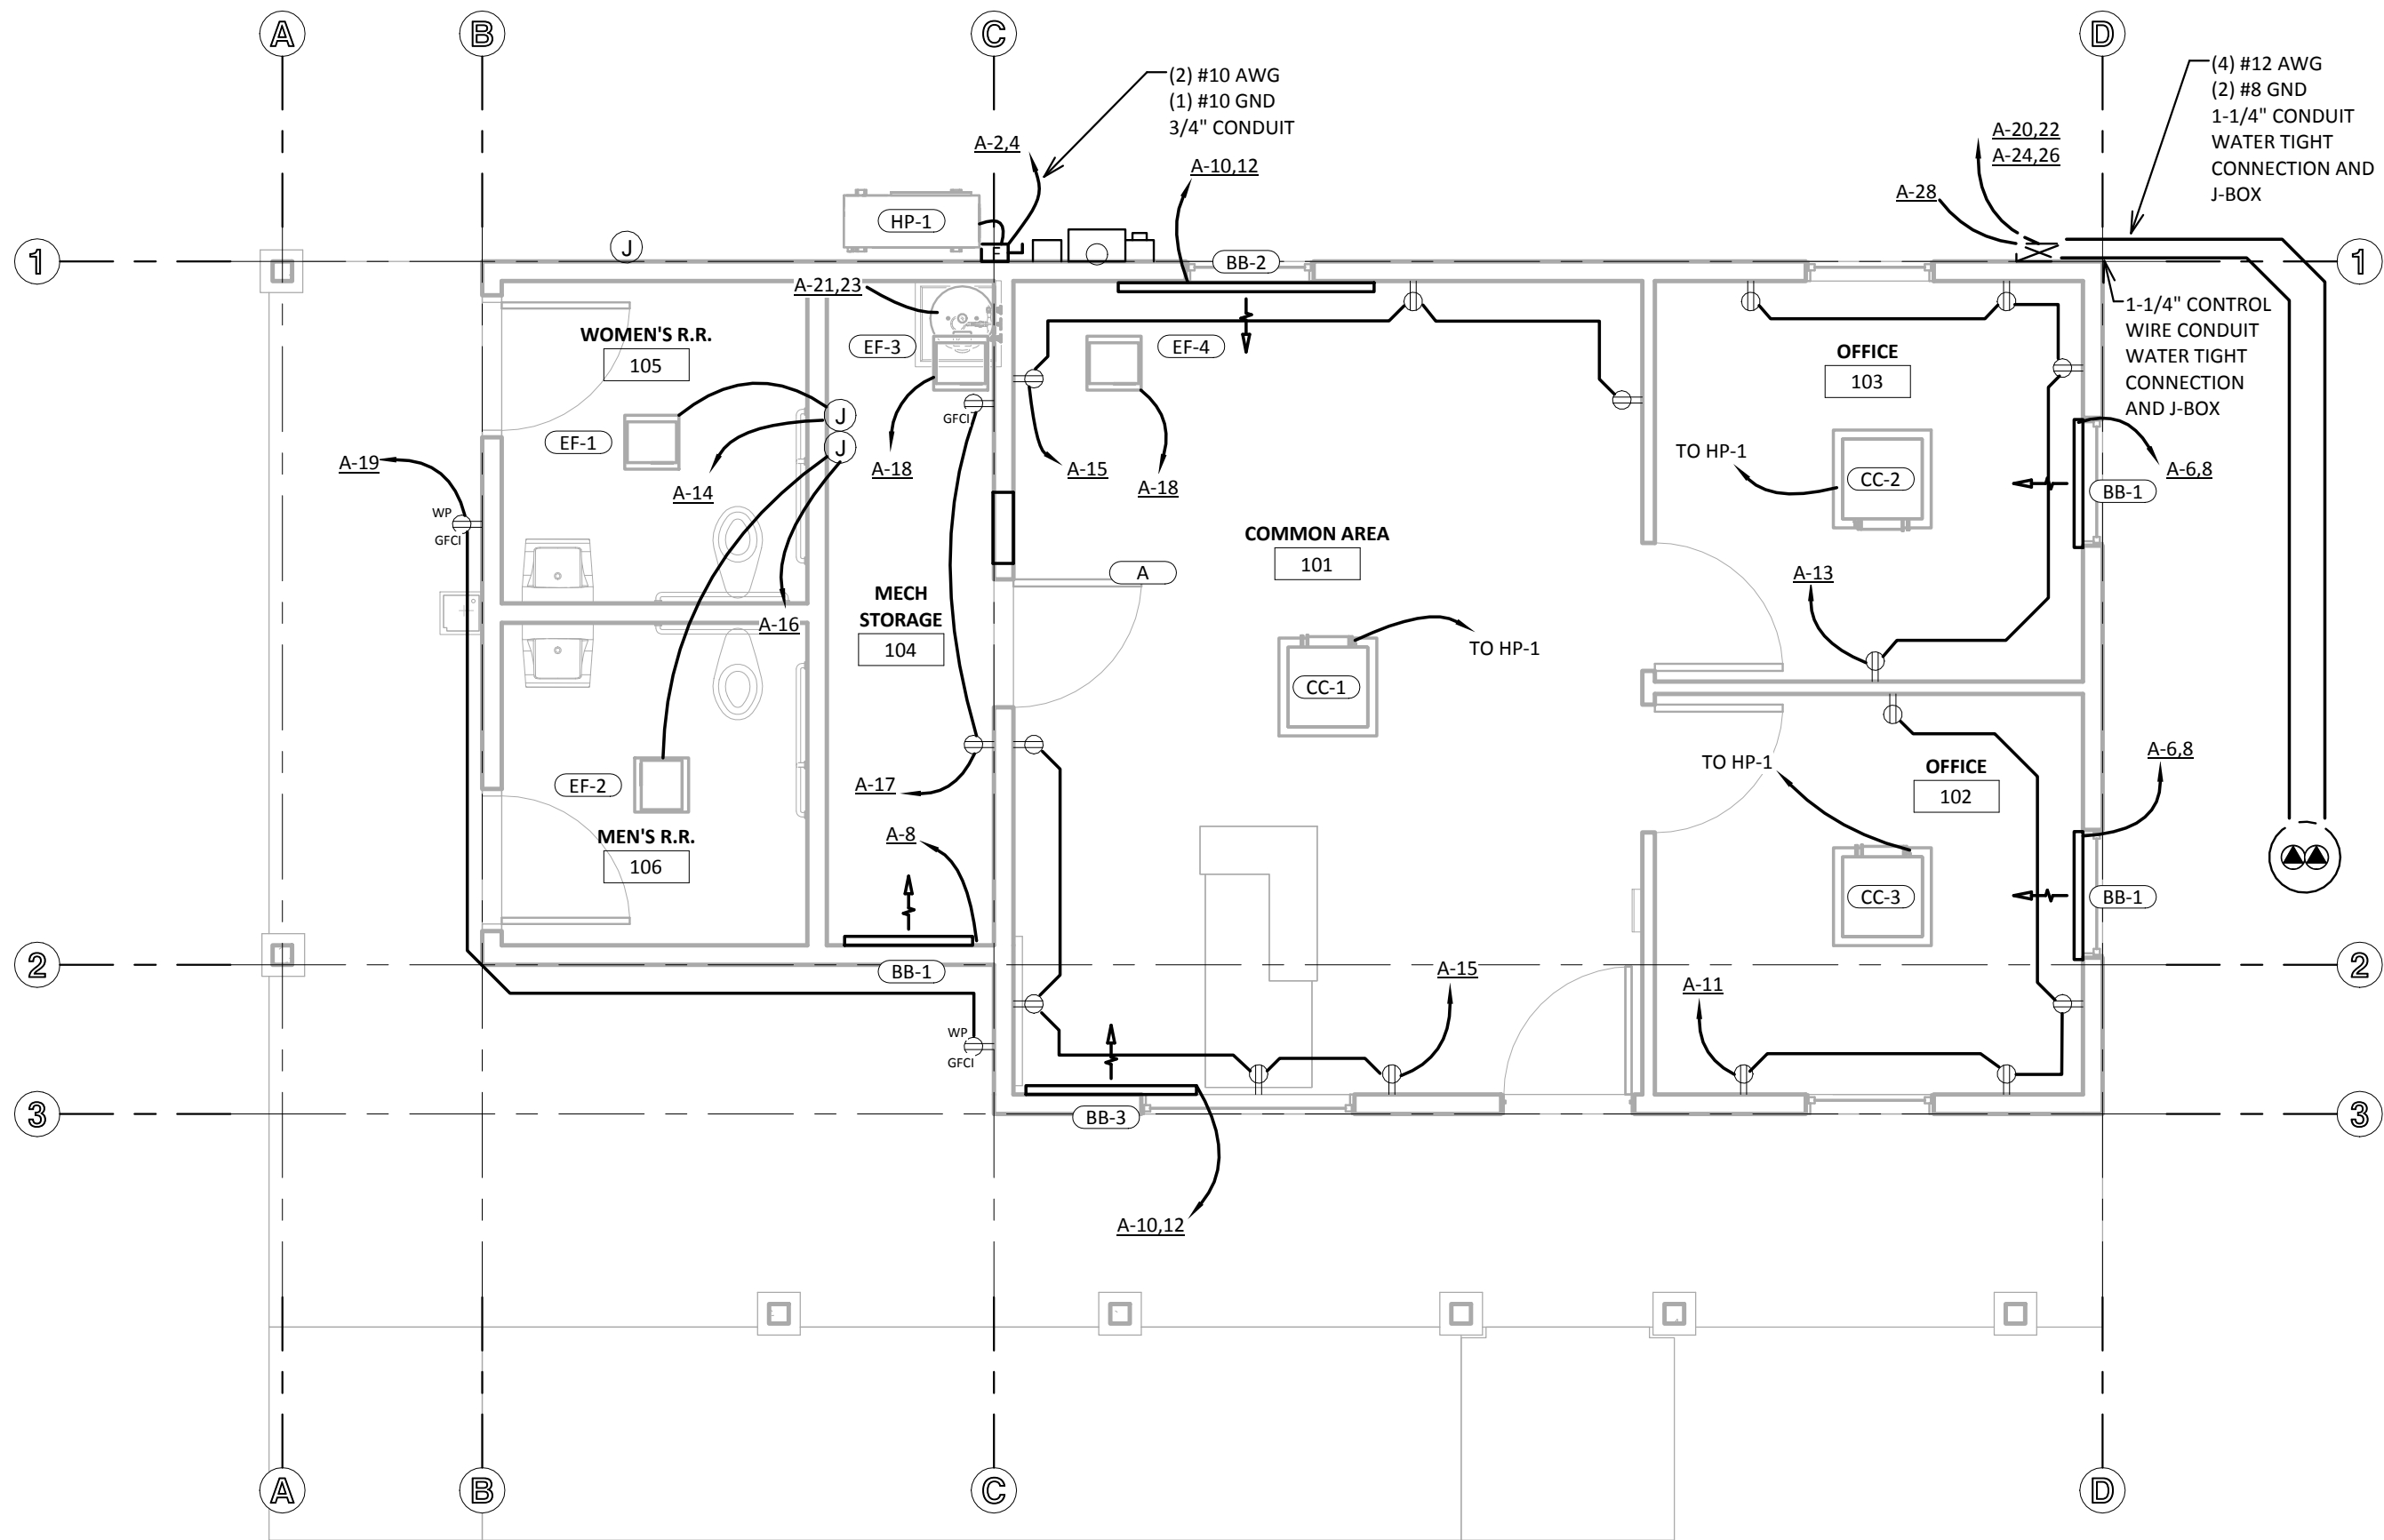 A
B
C
D
(2) #10 AWG
(1) #10 GND
3/4" CONDUIT
(4) #12 AWG
(2) #8 GND
1-1/4" CONDUIT
WATER TIGHT
CONNECTION AND
J-BOX
A-2,4
A-10,12
A-20,22
A-24,26
A-28
HP-1
J
F
1
BB-2
1
A-21,23
1-1/4" CONTROL
WIRE CONDUIT
WATER TIGHT
CONNECTION
AND J-BOX
WOMEN'S R.R.
105
EF-3
EF-4
OFFICE
103
J
GFCI
EF-1
J
A-19
A-18
A-15
A-18
TO HP-1
CC-2
A-6,8
BB-1
A-14
WP
GFCI
COMMON AREA
101
A
A-13
MECH
STORAGE
104
A-16
TO HP-1
CC-1
A-6,8
TO HP-1
OFFICE
102
EF-2
A-17
MEN'S R.R.
106
A-8
CC-3
BB-1
2
BB-1
A-15
A-11
2
WP
GFCI
3
BB-3
3
A-10,12
A
B
C
D